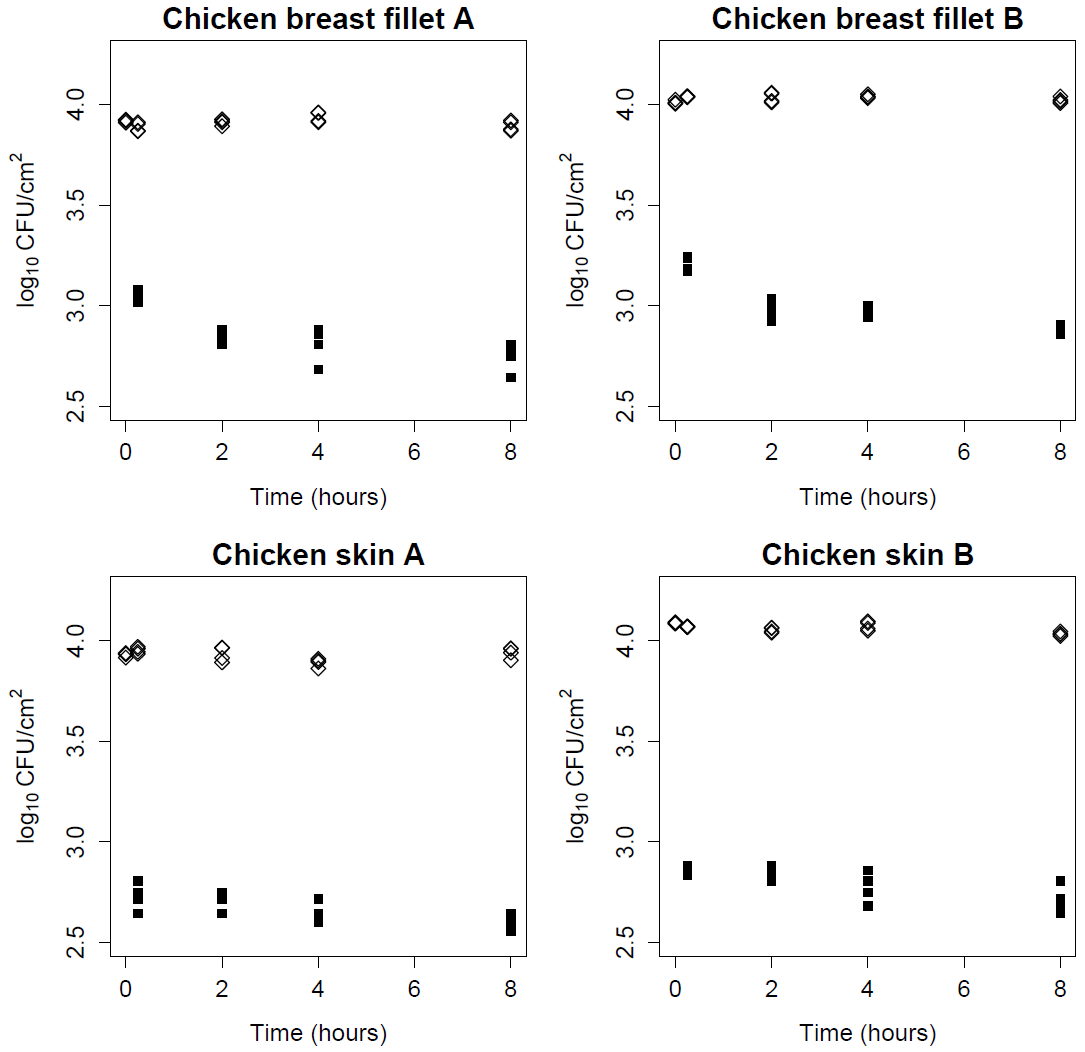 Chicken breast fillet A
log10 CFU/cm2
4.0
3.5
3.0
2.5
0 2 4 6 8
Time (hours)
Chicken breast fillet B
log10 CFU/cm2
4.0
3.5
3.0
2.5
0 2 4 6 8
Time (hours)
Chicken skin A
log10 CFU/cm2
4.0
3.5
3.0
2.5
0 2 4 6 8
Time (hours)
Chicken skin B
log10 CFU/cm2
4.0
3.5
3.0
2.5
0 2 4 6 8
Time (hours)